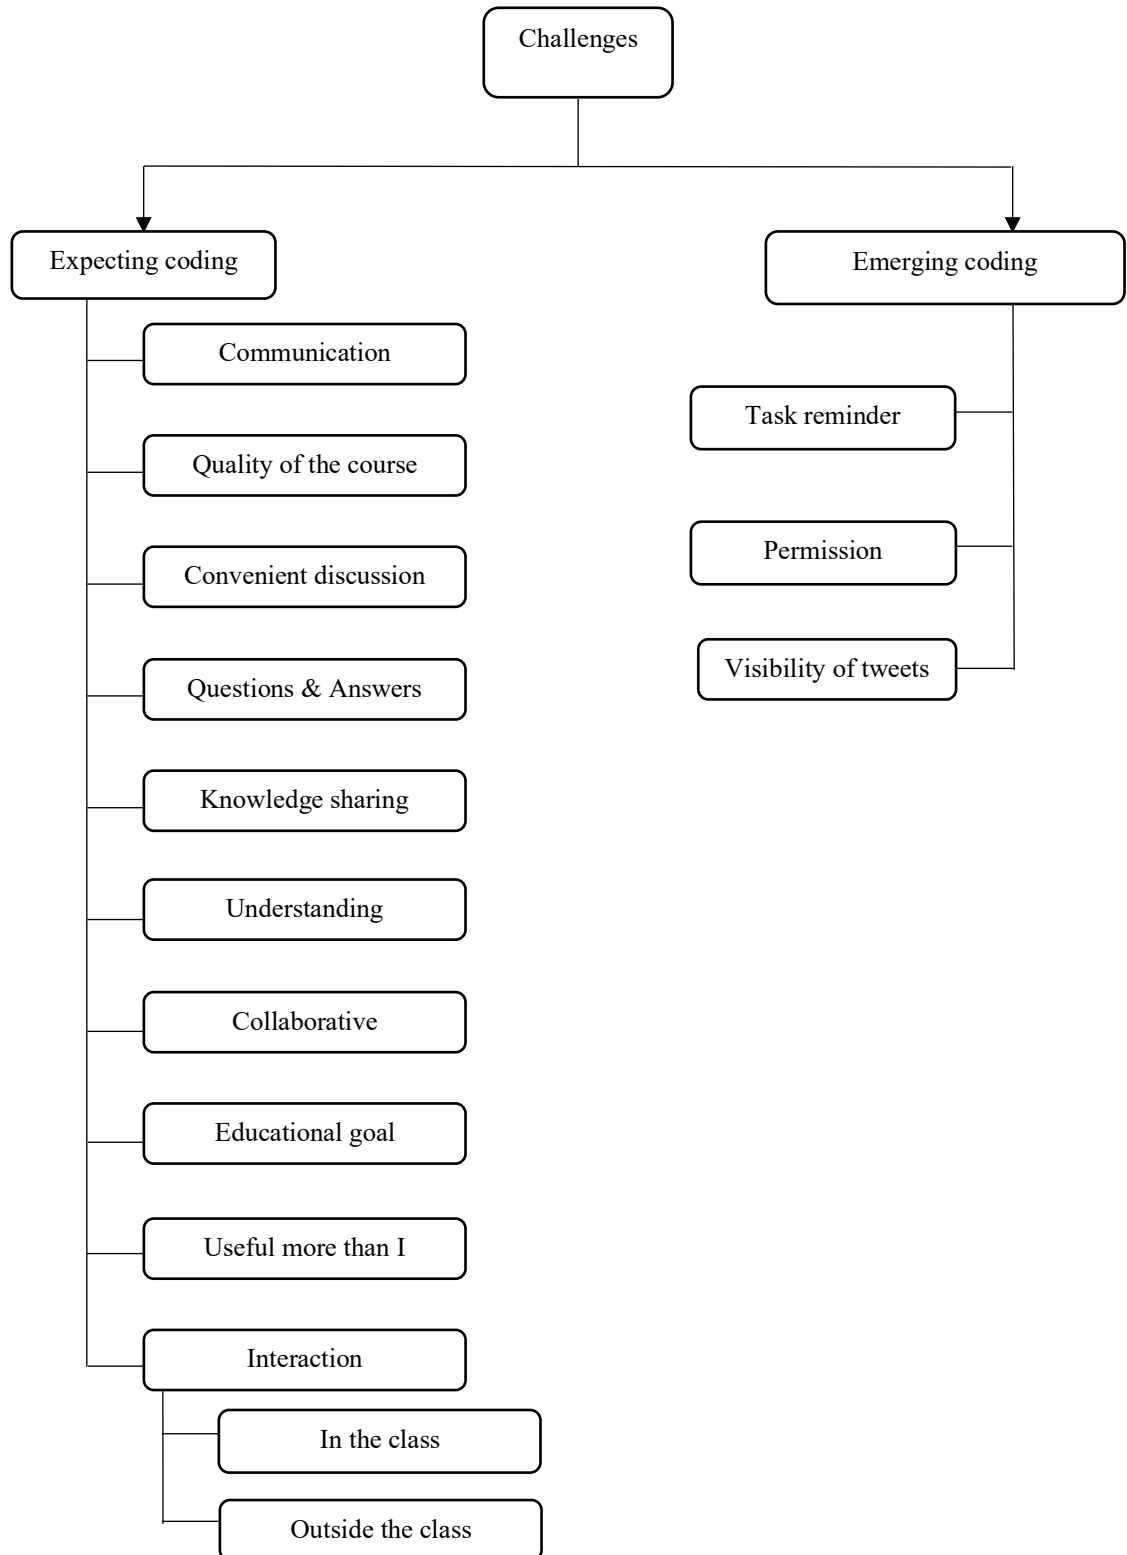 Challenges
Expecting coding
Communication
Quality of the course
Convenient discussion
Questions & Answers
Knowledge sharing
Understanding
Collaborative
Educational goal
Useful more than I
Interaction
In the class
Outside the class
Emerging coding
Task reminder
Permission
Visibility of tweets